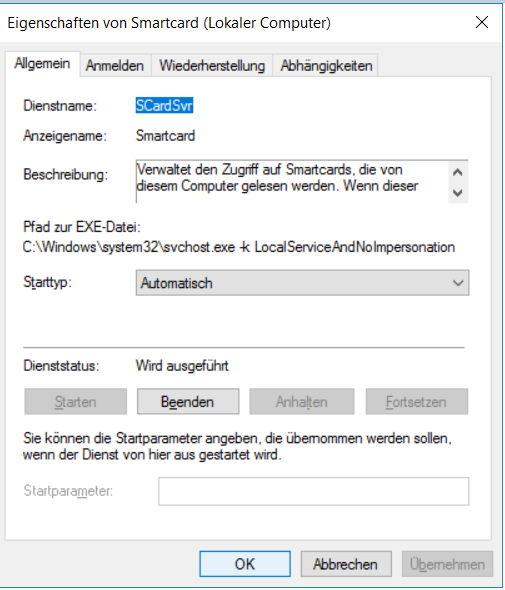 Eigenschaften von Smartcard (Lokaler Computer)
Allgemein Anmelden Wiederherstellung Abhängigkeiten
Dienstname: SCardSvr
Anzeigename: Smartcard
Beschreibung: Verwaltet den Zugriff auf Smartcards, die von
diesem Computer gelesen werden. Wenn dieser
Pfad zur EXE-Datei:
C:\Windows\system32\svchost.exe -k LocalServiceAndNoImpersonation
Starttyp: Automatisch
Dienststatus: Wird ausgeführt
Starten Beenden Anhalten Fortsetzen
Sie können die Startparameter angeben, die übernommen werden sollen,
wenn der Dienst von hier aus gestartet wird.
Startparameter:
OK Abbrechen Übernehmen